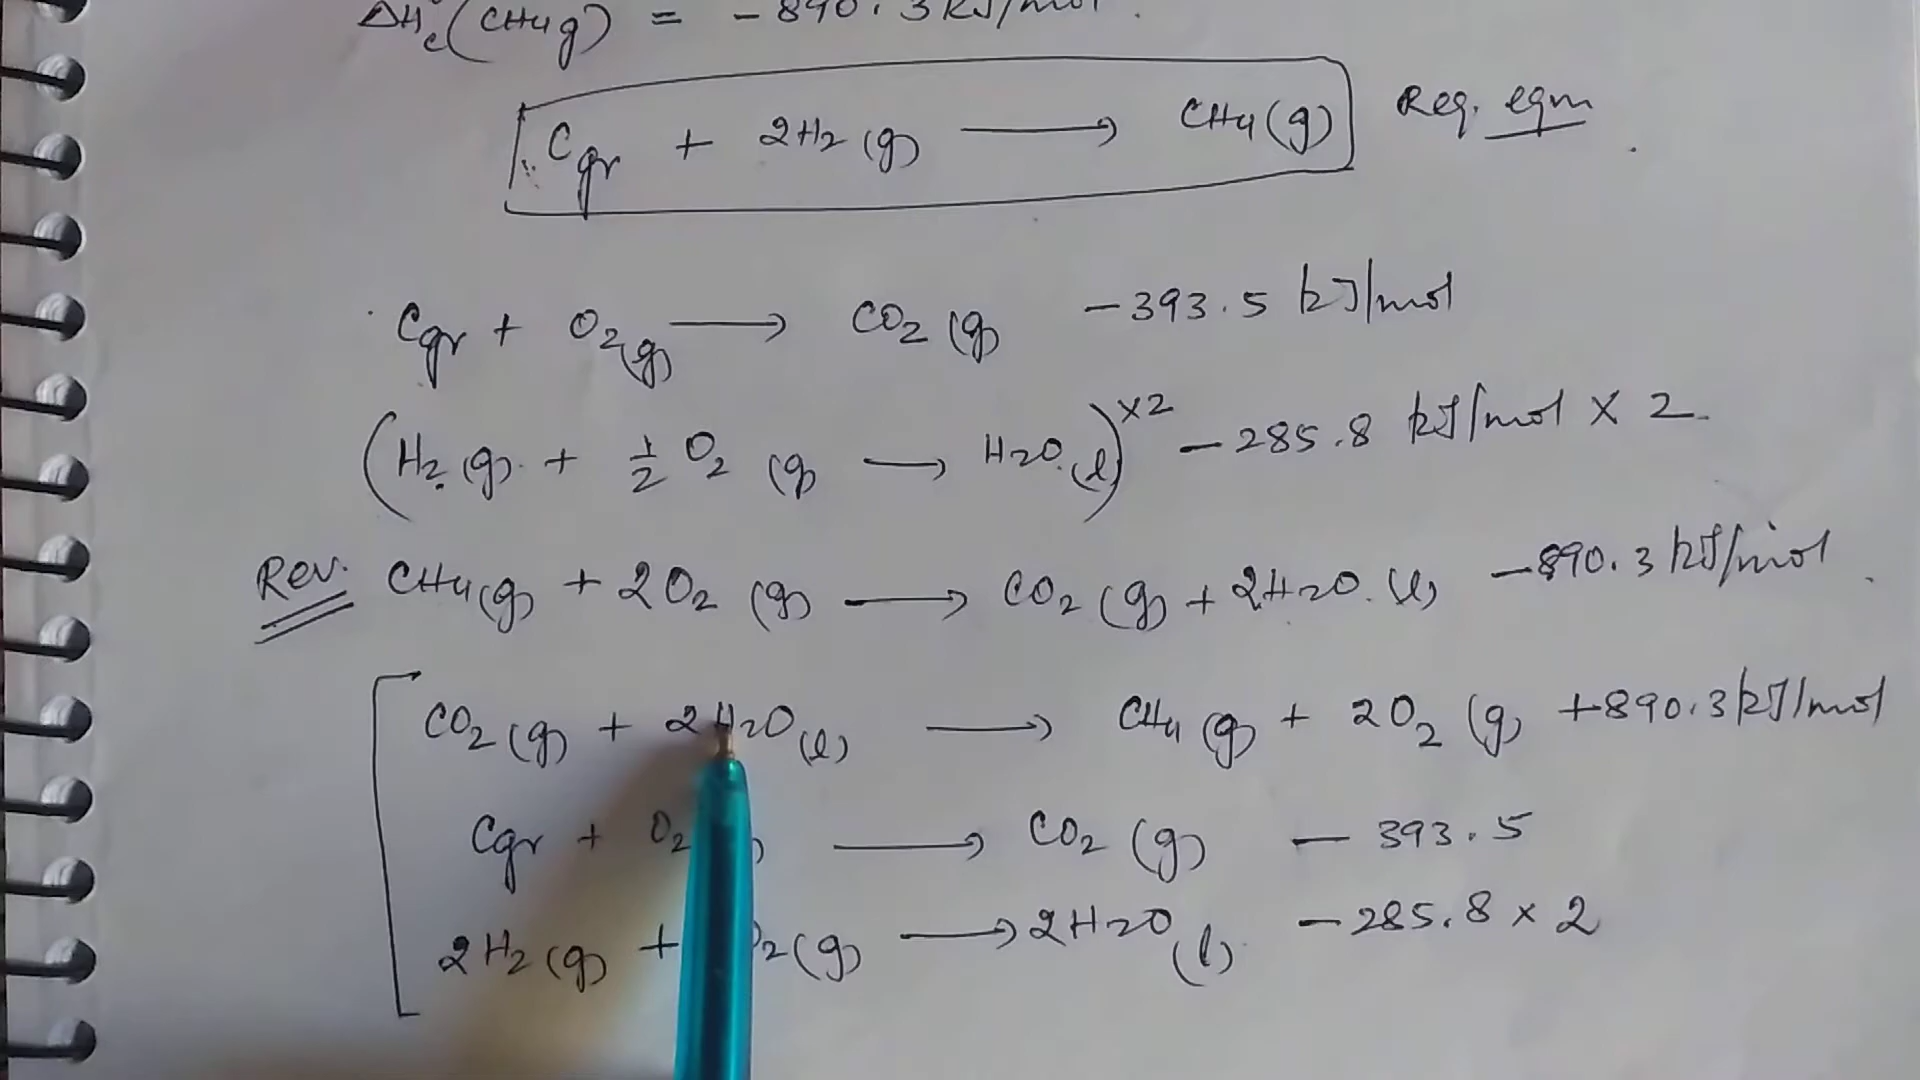 ΔH°c (CH4 g) = - 890.3 kJ/mol.
Cgr + 2H2 (g) ⟶ CH4 (g) Req. eqn
Cgr + O2(g) ⟶ CO2 (g) - 393.5 kJ/mol
(H2 (g) + 1/2 O2 (g) ⟶ H2O (l)) ×2 - 285.8 kJ/mol × 2
Rev. CH4(g) + 2O2 (g) ⟶ CO2 (g) + 2H2O (l) - 890.3 kJ/mol
CO2 (g) + 2H2O (l) ⟶ CH4 (g) + 2O2 (g) + 890.3 kJ/mol
Cgr + O2 ⟶ CO2 (g) - 393.5
2H2 (g) + O2 (g) ⟶ 2H2O (l) - 285.8 × 2